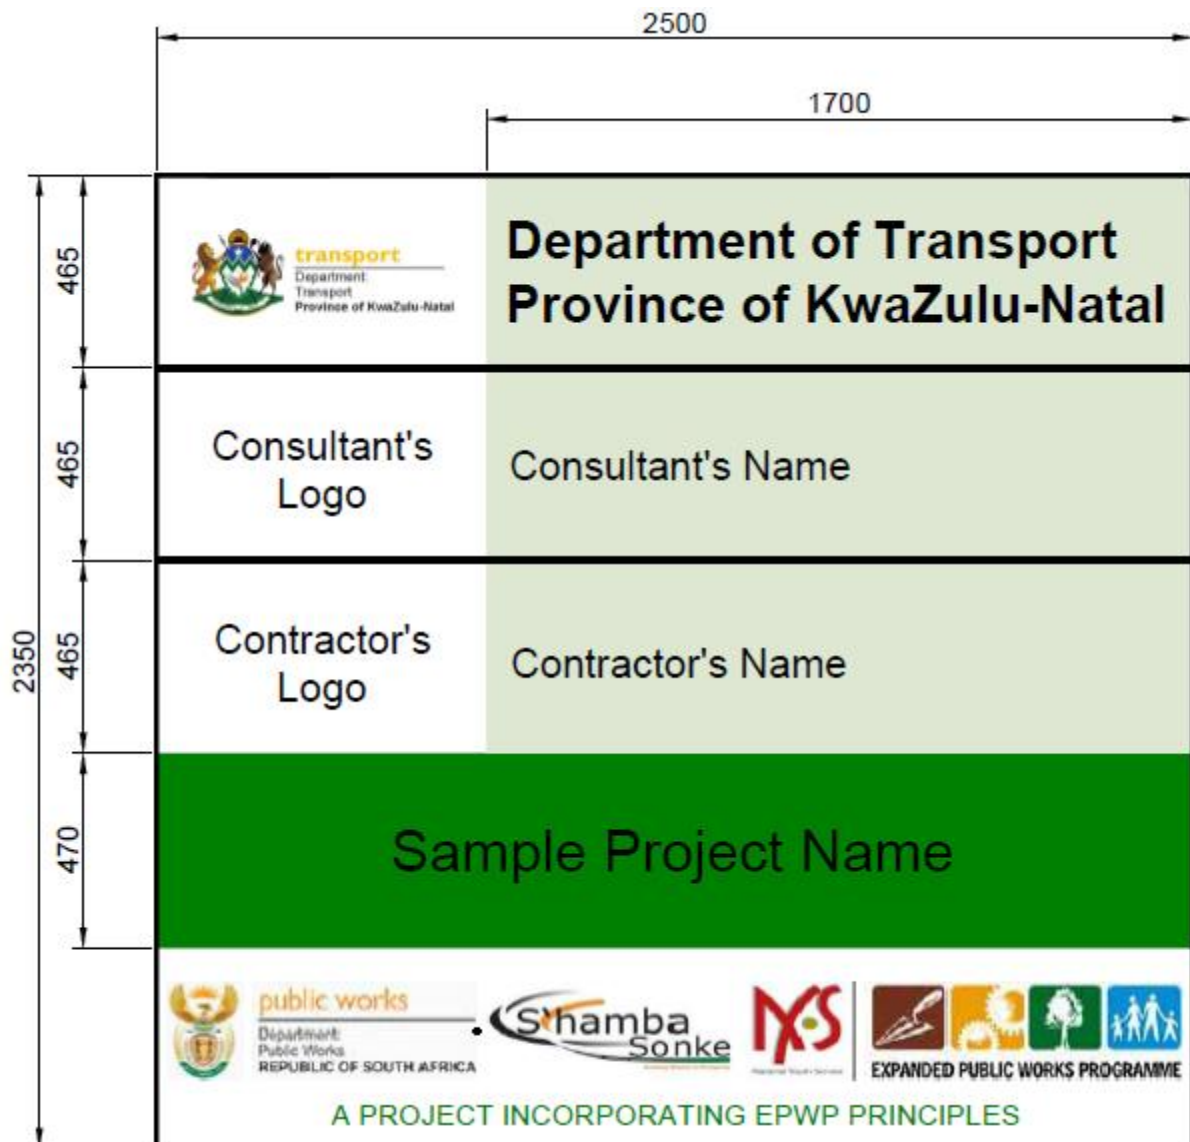 2500
1700
465
transport
Department:
Transport
Province of KwaZulu-Natal
Department of Transport
Province of KwaZulu-Natal
465
Consultant's
Logo
Consultant's Name
2350
465
Contractor's
Logo
Contractor's Name
470
Sample Project Name
public works
Department:
Public Works
REPUBLIC OF SOUTH AFRICA
S'hamba
Sonke
NYS
EXPANDED PUBLIC WORKS PROGRAMME
A PROJECT INCORPORATING EPWP PRINCIPLES